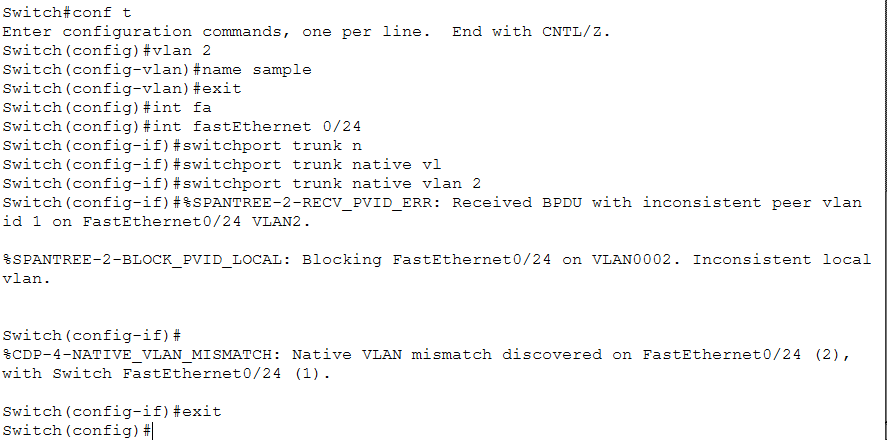 Switch#conf t
Enter configuration commands, one per line.  End with CNTL/Z.
Switch(config)#vlan 2
Switch(config-vlan)#name sample
Switch(config-vlan)#exit
Switch(config)#int fa
Switch(config)#int fastEthernet 0/24
Switch(config-if)#switchport trunk n
Switch(config-if)#switchport trunk native vl
Switch(config-if)#switchport trunk native vlan 2
Switch(config-if)#%SPANTREE-2-RECV_PVID_ERR: Received BPDU with inconsistent peer vlan
id 1 on FastEthernet0/24 VLAN2.
%SPANTREE-2-BLOCK_PVID_LOCAL: Blocking FastEthernet0/24 on VLAN0002. Inconsistent local
vlan.
Switch(config-if)#
%CDP-4-NATIVE_VLAN_MISMATCH: Native VLAN mismatch discovered on FastEthernet0/24 (2),
with Switch FastEthernet0/24 (1).
Switch(config-if)#exit
Switch(config)#